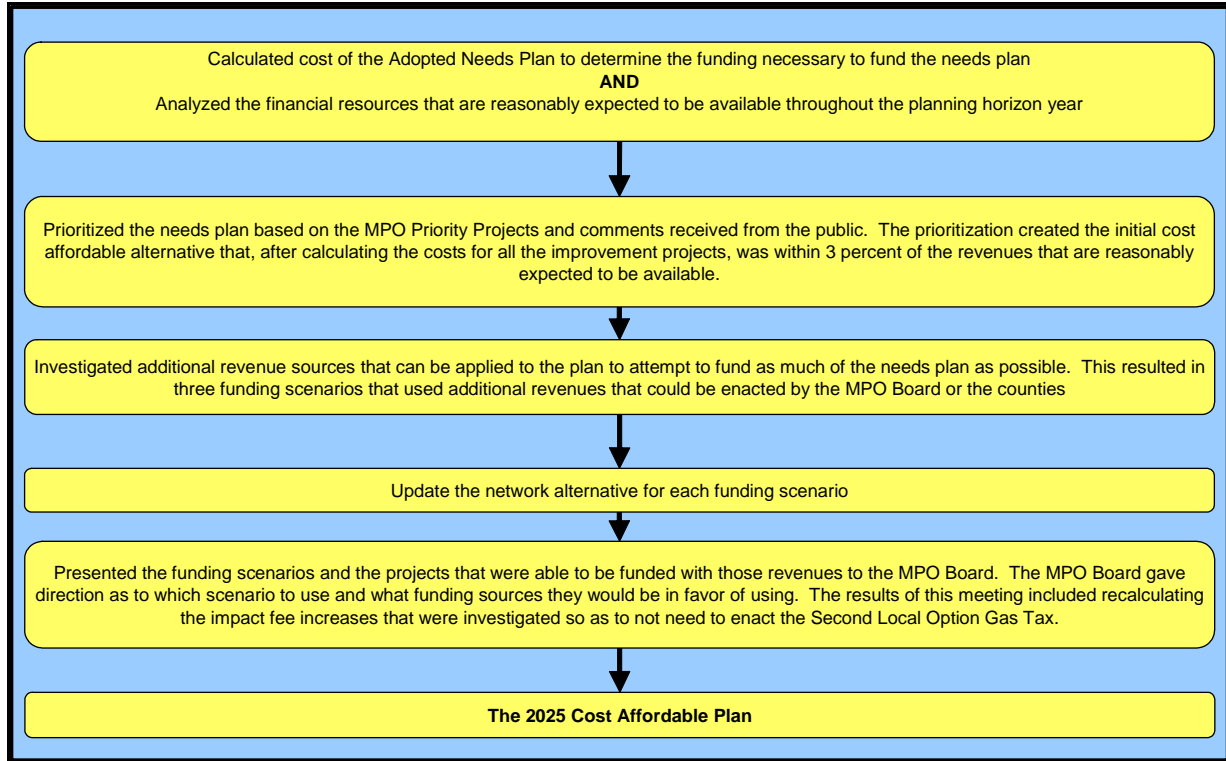 Calculated cost of the Adopted Needs Plan to determine the funding necessary to fund the needs plan
AND
Analyzed the financial resources that are reasonably expected to be available throughout the planning horizon year
Prioritized the needs plan based on the MPO Priority Projects and comments received from the public.  The prioritization created the initial cost
affordable alternative that, after calculating the costs for all the improvement projects, was within 3 percent of the revenues that are reasonably
expected to be available.
Investigated additional revenue sources that can be applied to the plan to attempt to fund as much of the needs plan as possible.  This resulted in
three funding scenarios that used additional revenues that could be enacted by the MPO Board or the counties
Update the network alternative for each funding scenario
Presented the funding scenarios and the projects that were able to be funded with those revenues to the MPO Board.  The MPO Board gave
direction as to which scenario to use and what funding sources they would be in favor of using.  The results of this meeting included recalculating
the impact fee increases that were investigated so as to not need to enact the Second Local Option Gas Tax.
The 2025 Cost Affordable Plan